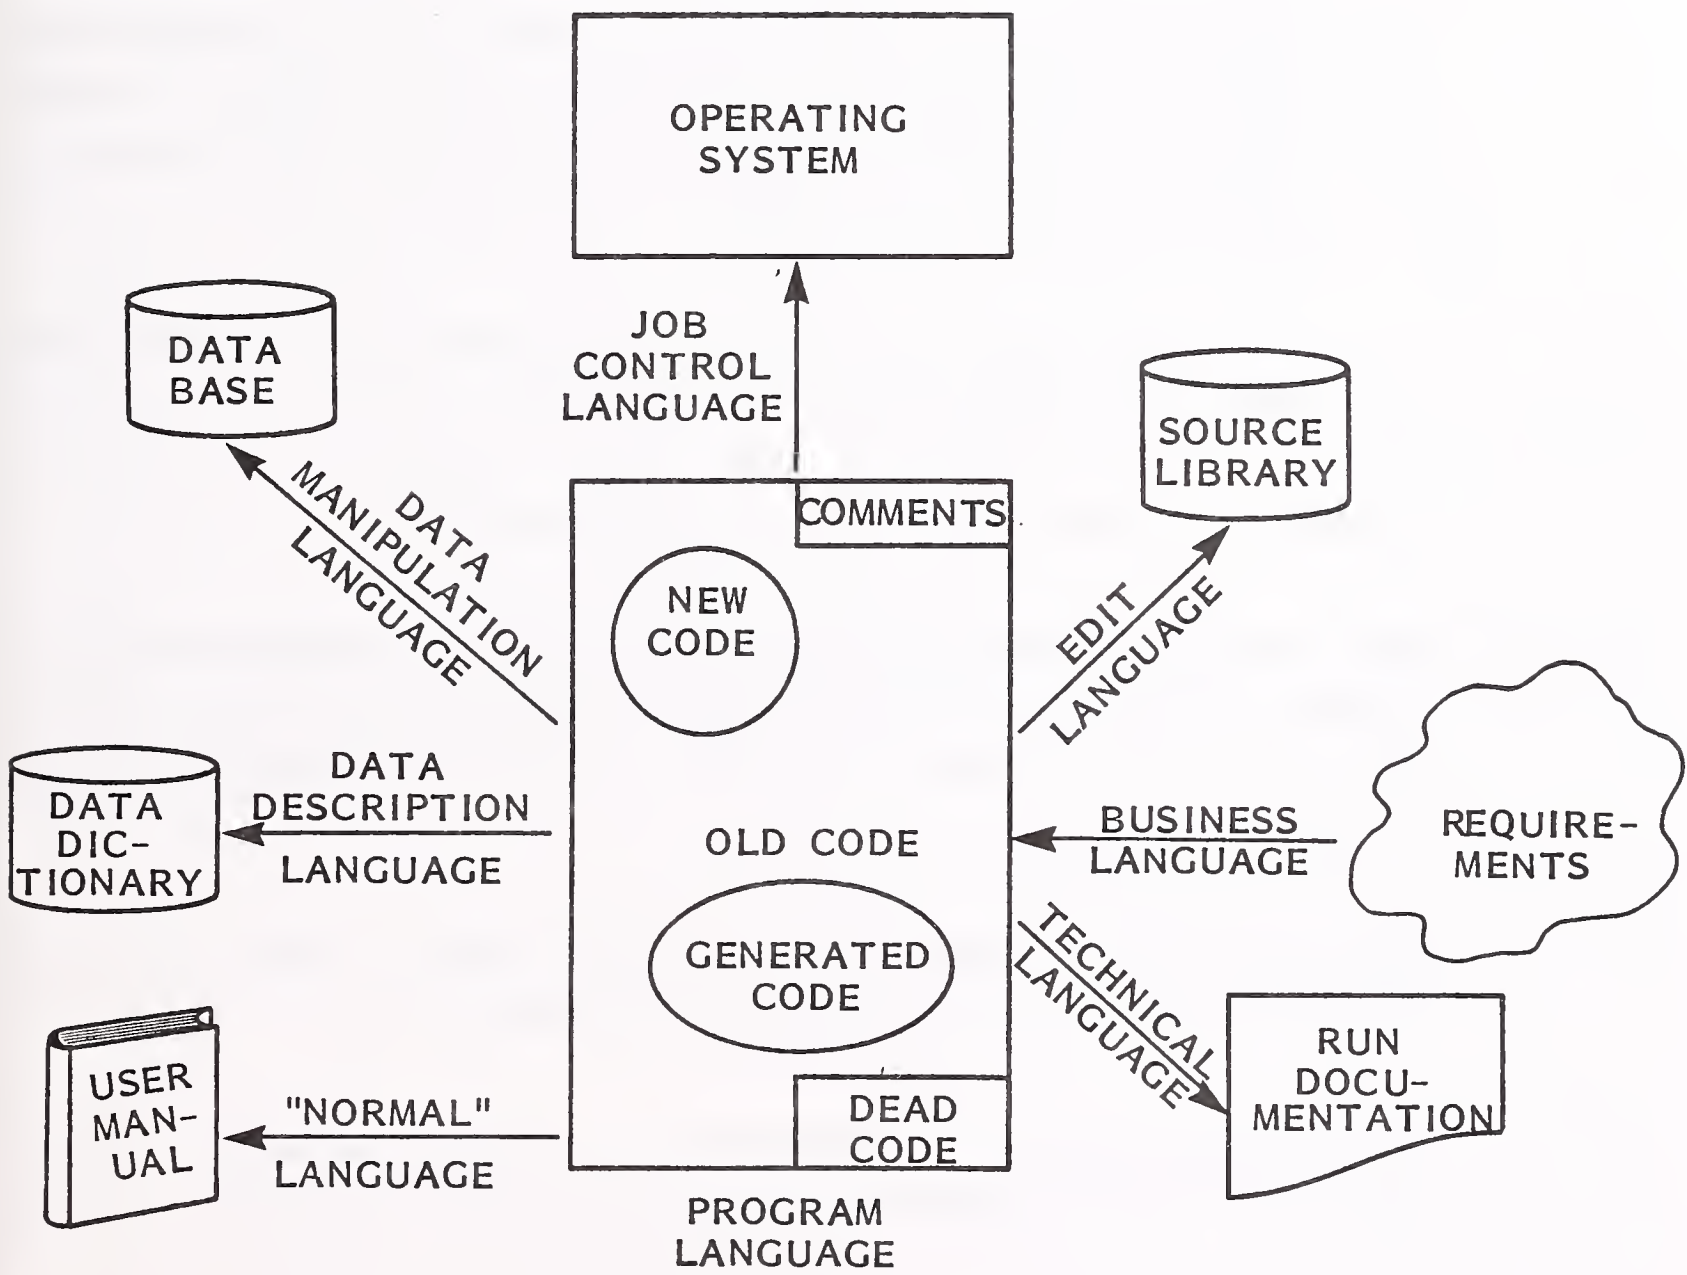 OPERATING
SYSTEM
JOB
CONTROL
LANGUAGE
DATA
BASE
DATA
MANIPULATION
LANGUAGE
SOURCE
LIBRARY
EDIT
LANGUAGE
COMMENTS
NEW
CODE
OLD CODE
GENERATED
CODE
DEAD
CODE
DATA
DIC-
TIONARY
DATA
DESCRIPTION
LANGUAGE
BUSINESS
LANGUAGE
REQUIRE-
MENTS
TECHNICAL
LANGUAGE
RUN
DOCU-
MENTATION
USER
MAN-
UAL
"NORMAL"
LANGUAGE
PROGRAM
LANGUAGE